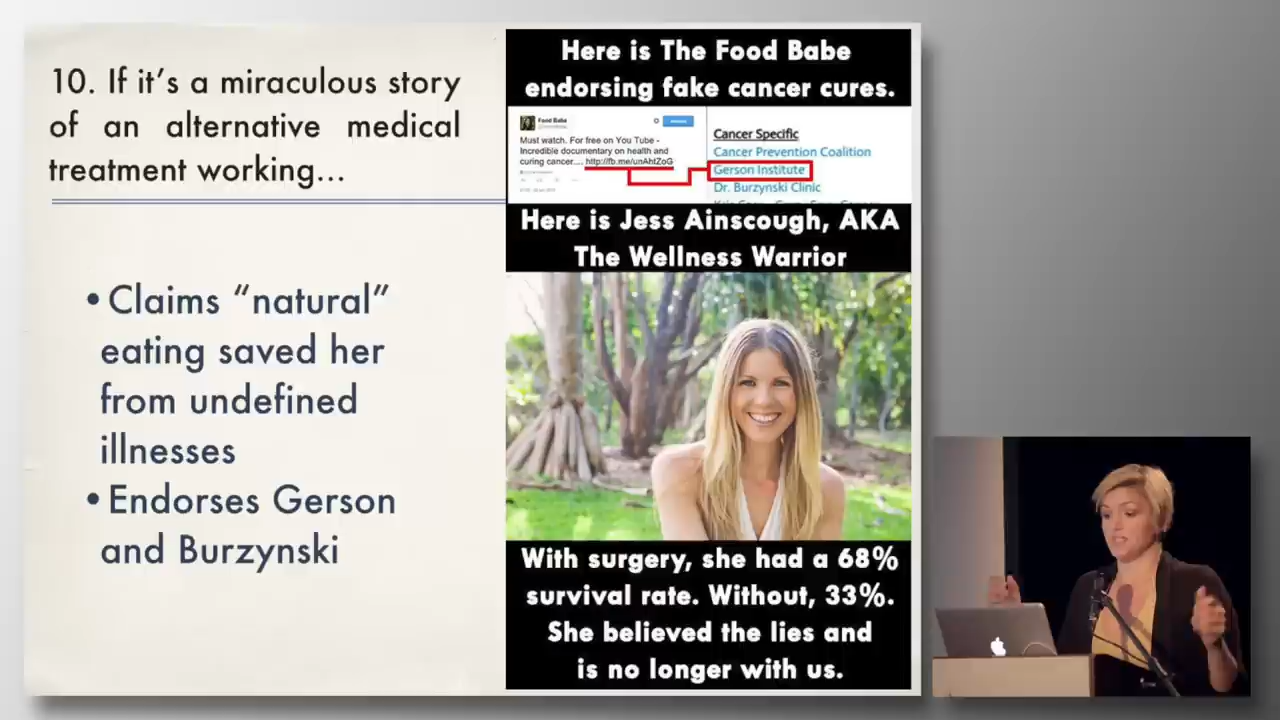 10. If it's a miraculous story
of an alternative medical
treatment working...
• Claims “natural”
eating saved her
from undefined
illnesses
• Endorses Gerson
and Burzynski
Here is The Food Babe
endorsing fake cancer cures.
Food Babe
Must watch. For free on You Tube -
Incredible documentary on health and
curing cancer.... http://fb.me/unAhtZoG
Cancer Specific
Cancer Prevention Coalition
Gerson Institute
Dr. Burzynski Clinic
Here is Jess Ainscough, AKA
The Wellness Warrior
With surgery, she had a 68%
survival rate. Without, 33%.
She believed the lies and
is no longer with us.